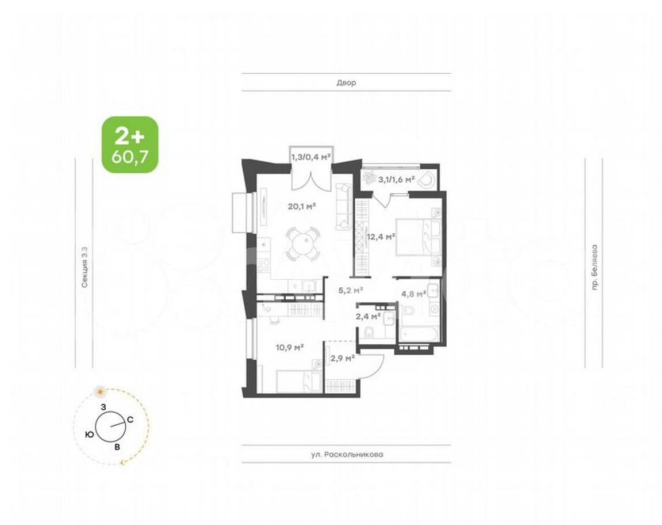 Двор
2+
60,7
1,3/0,4 м²
3,1/1,6 м²
20,1 м²
12,4 м²
Секция 3.3
пр. Беляева
5,2 м²
4,8 м²
2,4 м²
10,9 м²
2,9 м²
З
С
Ю
В
ул. Раскольникова